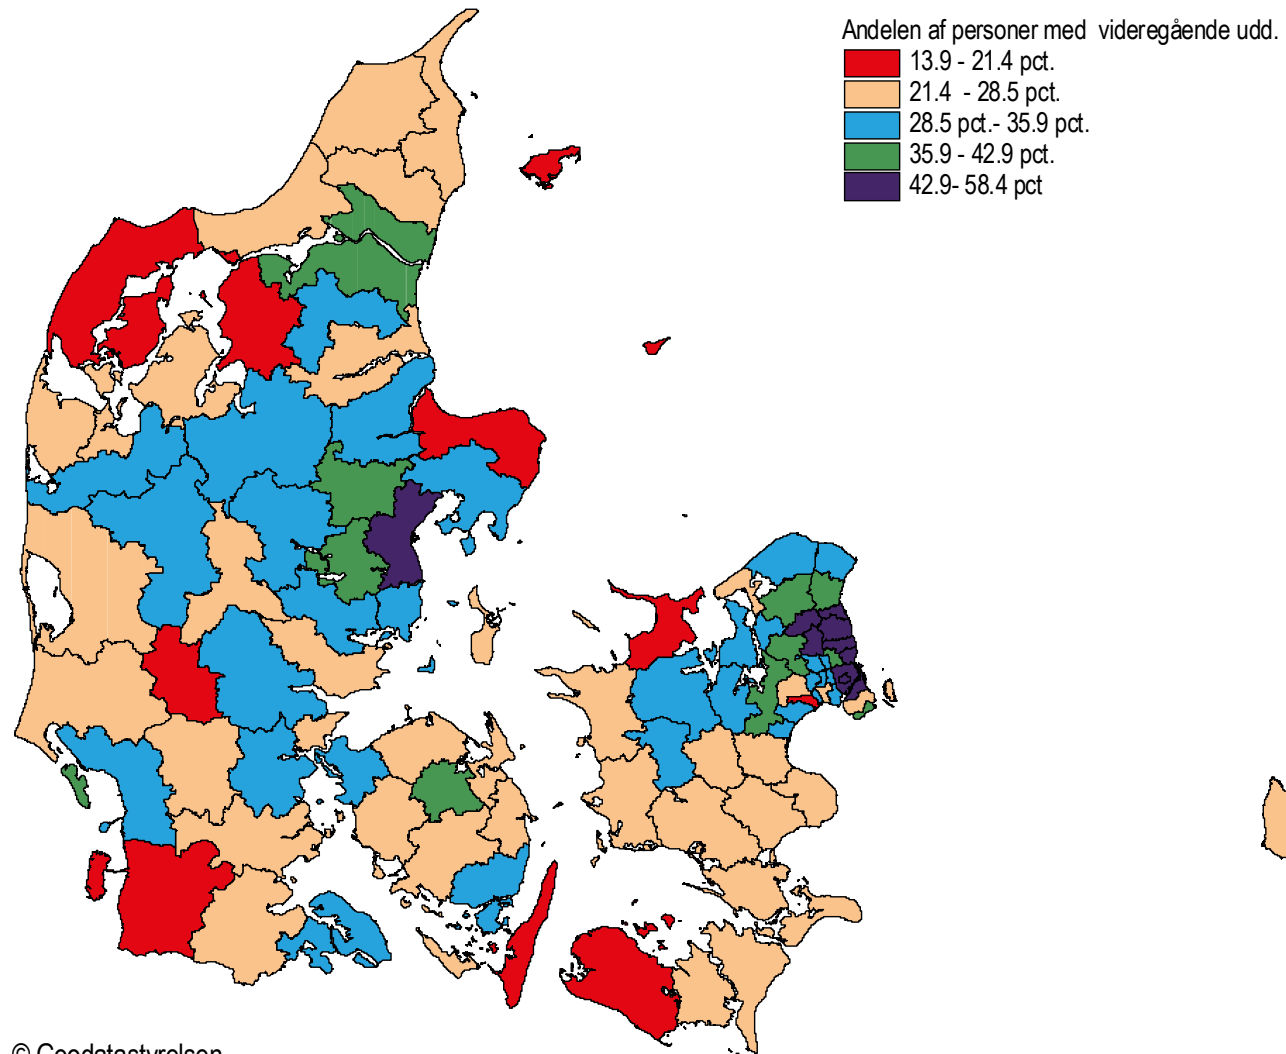 Andelen af personer med videregående udd.
13.9 - 21.4 pct.
21.4 - 28.5 pct.
28.5 pct.- 35.9 pct.
35.9 - 42.9 pct.
42.9- 58.4 pct
© Geodatastyrelsen